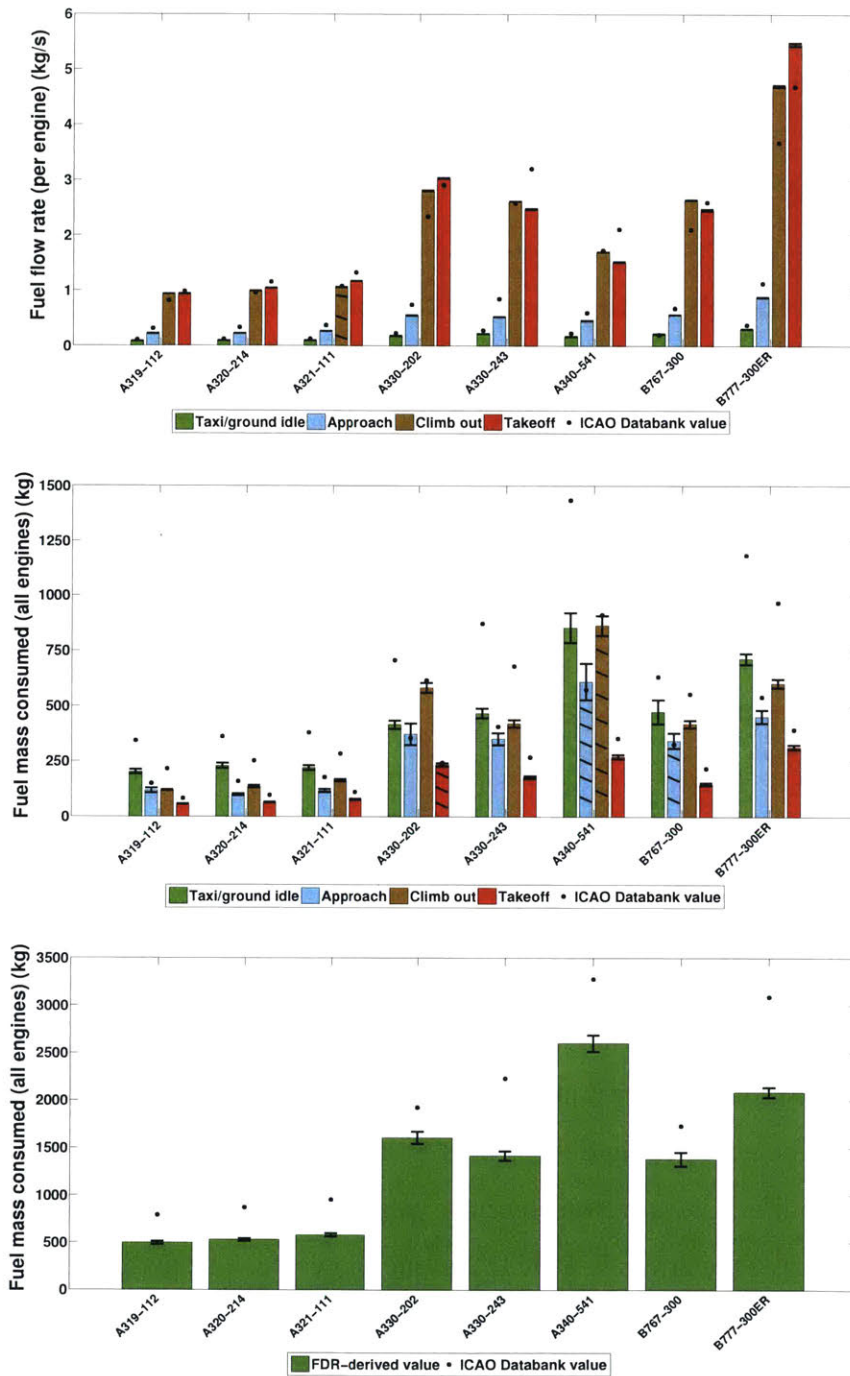 Fuel flow rate (per engine) (kg/s)
6
5
4
3
2
1
0
A319-112
A320-214
A321-111
A330-202
A330-243
A340-541
B767-300
B777-300ER
Taxi/ground idle Approach Climb out Takeoff • ICAO Databank value
Fuel mass consumed (all engines) (kg)
1500
1250
1000
750
500
250
0
A319-112
A320-214
A321-111
A330-202
A330-243
A340-541
B767-300
B777-300ER
Taxi/ground idle Approach Climb out Takeoff • ICAO Databank value
Fuel mass consumed (all engines) (kg)
3500
3000
2500
2000
1500
1000
500
0
A319-112
A320-214
A321-111
A330-202
A330-243
A340-541
B767-300
B777-300ER
FDR-derived value • ICAO Databank value